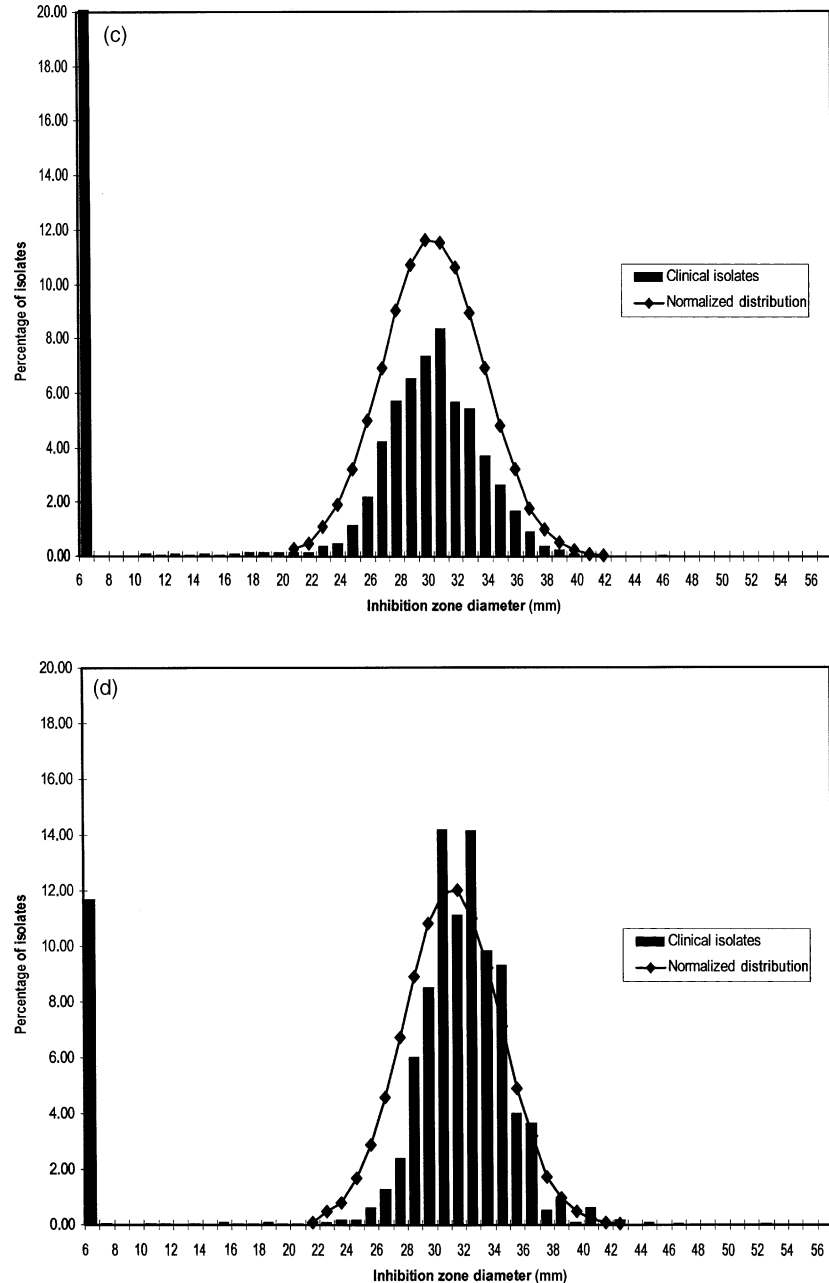 (c)
Percentage of isolates
20.00
18.00
16.00
14.00
12.00
10.00
8.00
6.00
4.00
2.00
0.00
6 8 10 12 14 16 18 20 22 24 26 28 30 32 34 36 38 40 42 44 46 48 50 52 54 56
Inhibition zone diameter (mm)
Clinical isolates
Normalized distribution
(d)
Percentage of isolates
20.00
18.00
16.00
14.00
12.00
10.00
8.00
6.00
4.00
2.00
0.00
6 8 10 12 14 16 18 20 22 24 26 28 30 32 34 36 38 40 42 44 46 48 50 52 54 56
Inhibition zone diameter (mm)
Clinical isolates
Normalized distribution